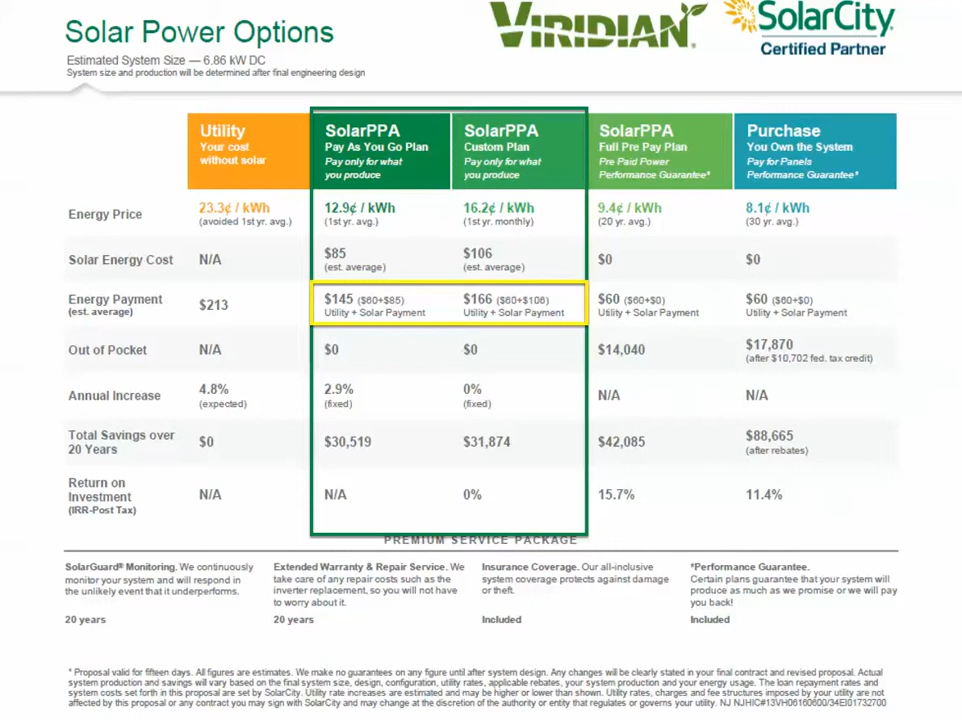 Solar Power Options
Estimated System Size — 6.86 kW DC
System size and production will be determined after final engineering design
VIRIDIAN
SolarCity
Certified Partner
Utility
Your cost
without solar
SolarPPA
Pay As You Go Plan
Pay only for what
you produce
SolarPPA
Custom Plan
Pay only for what
you produce
SolarPPA
Full Pre Pay Plan
Pre Paid Power
Performance Guarantee*
Purchase
You Own the System
Pay for Panels
Performance Guarantee*
Energy Price
23.3¢ / kWh
(avoided 1st yr. avg.)
12.9¢ / kWh
(1st yr. avg.)
16.2¢ / kWh
(1st yr. monthly)
9.4¢ / kWh
(20 yr. avg.)
8.1¢ / kWh
(30 yr. avg.)
Solar Energy Cost
N/A
$85
(est. average)
$106
(est. average)
$0
$0
Energy Payment
(est. average)
$213
$145 ($60+$85)
Utility + Solar Payment
$166 ($60+$106)
Utility + Solar Payment
$60 ($60+$0)
Utility + Solar Payment
$60 ($60+$0)
Utility + Solar Payment
Out of Pocket
N/A
$0
$0
$14,040
$17,870
(after $10,702 fed. tax credit)
Annual Increase
4.8%
(expected)
2.9%
(fixed)
0%
(fixed)
N/A
N/A
Total Savings over
20 Years
$0
$30,519
$31,874
$42,085
$88,665
(after rebates)
Return on
Investment
(IRR-Post Tax)
N/A
N/A
0%
15.7%
11.4%
PREMIUM SERVICE PACKAGE
SolarGuard® Monitoring. We continuously
monitor your system and will respond in
the unlikely event that it underperforms.
20 years
Extended Warranty & Repair Service. We
take care of any repair costs such as the
inverter replacement, so you will not have
to worry about it.
20 years
Insurance Coverage. Our all-inclusive
system coverage protects against damage
or theft.
Included
*Performance Guarantee.
Certain plans guarantee that your system will
produce as much as we promise or we will pay
you back!
Included
* Proposal valid for fifteen days. All figures are estimates. We make no guarantees on any figure until after system design. Any changes will be clearly stated in your final contract and revised proposal. Actual
system production and savings will vary based on the final system size, design, configuration, utility rates, applicable rebates, your system production and your energy usage. The loan repayment rates and
system costs set forth in this proposal are set by SolarCity. Utility rate increases are estimated and may be higher or lower than shown. Utility rates, charges and fee structures imposed by your utility are not
affected by this proposal or any contract you may sign with SolarCity and may change at the discretion of the authority or entity that regulates or governs your utility. NJ NJHIC#13VH06160600/34EI01732700